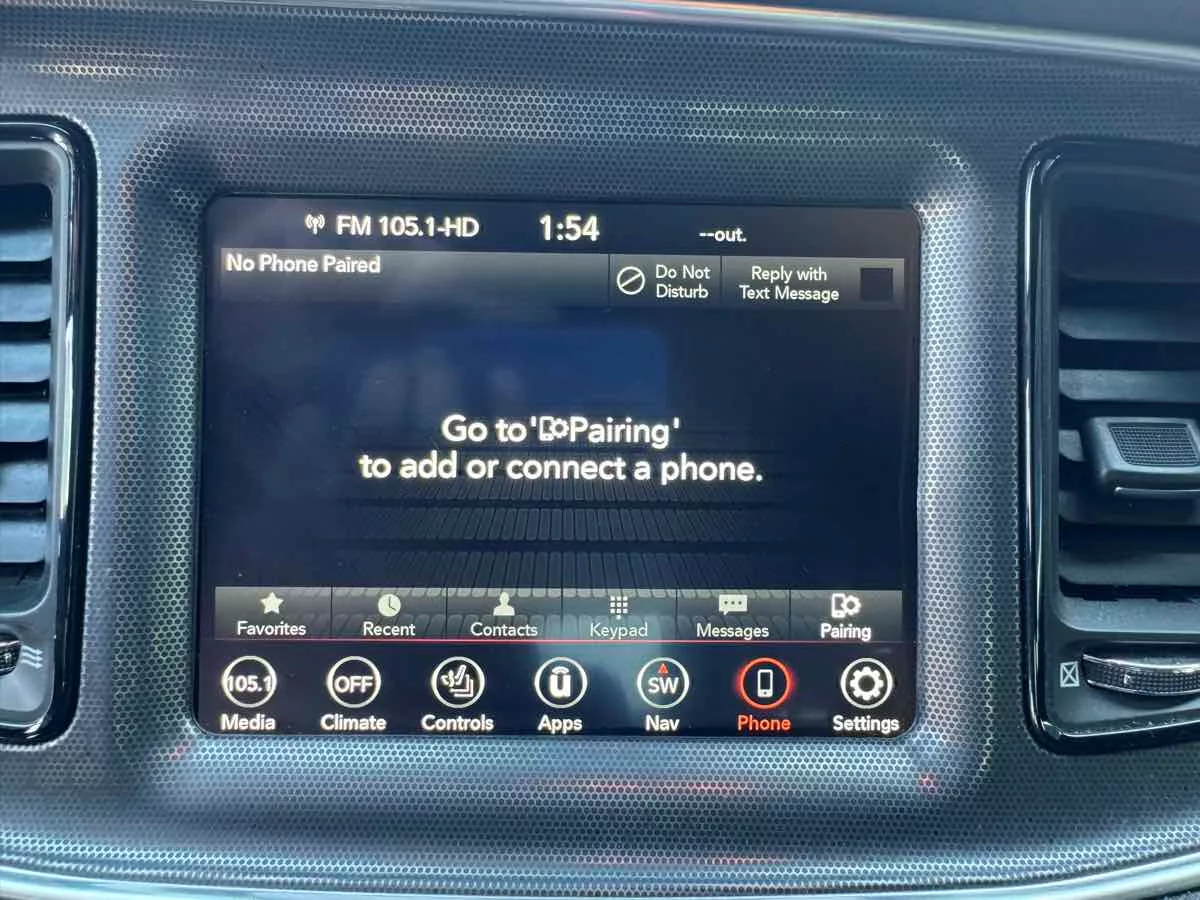 FM 105.1-HD 1:54 --out.
No Phone Paired
Do Not
Disturb
Reply with
Text Message
Go to 'Pairing'
to add or connect a phone.
Favorites Recent Contacts Keypad Messages Pairing
105.1 OFF u SW
Media Climate Controls Apps Nav Phone Settings